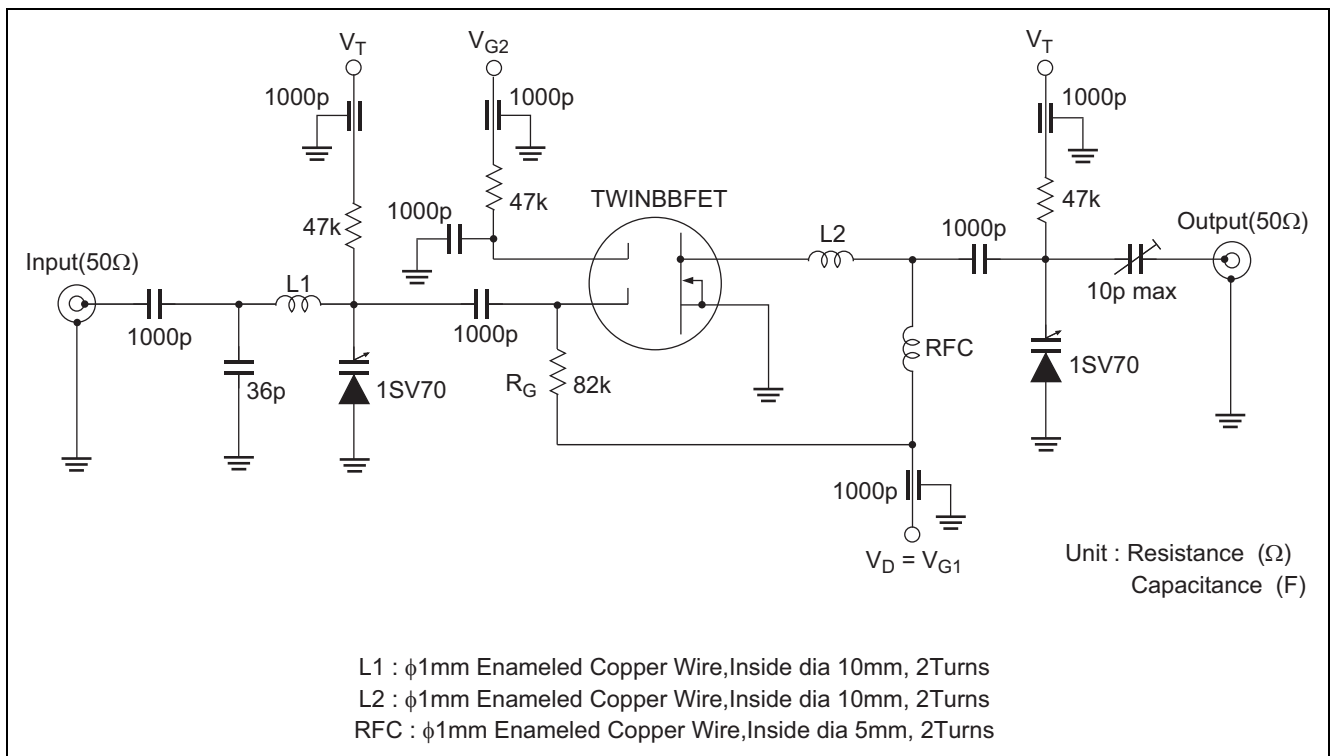 V_T
V_G2
V_T
1000p
1000p
1000p
47k
47k
47k
1000p
TWINBBFET
L2
1000p
Output(50Ω)
Input(50Ω)
L1
10p max
1000p
1000p
RFC
36p
1SV70
R_G
82k
1SV70
1000p
V_D = V_G1
Unit : Resistance (Ω)
Capacitance (F)
L1 : ϕ1mm Enameled Copper Wire,Inside dia 10mm, 2Turns
L2 : ϕ1mm Enameled Copper Wire,Inside dia 10mm, 2Turns
RFC : ϕ1mm Enameled Copper Wire,Inside dia 5mm, 2Turns